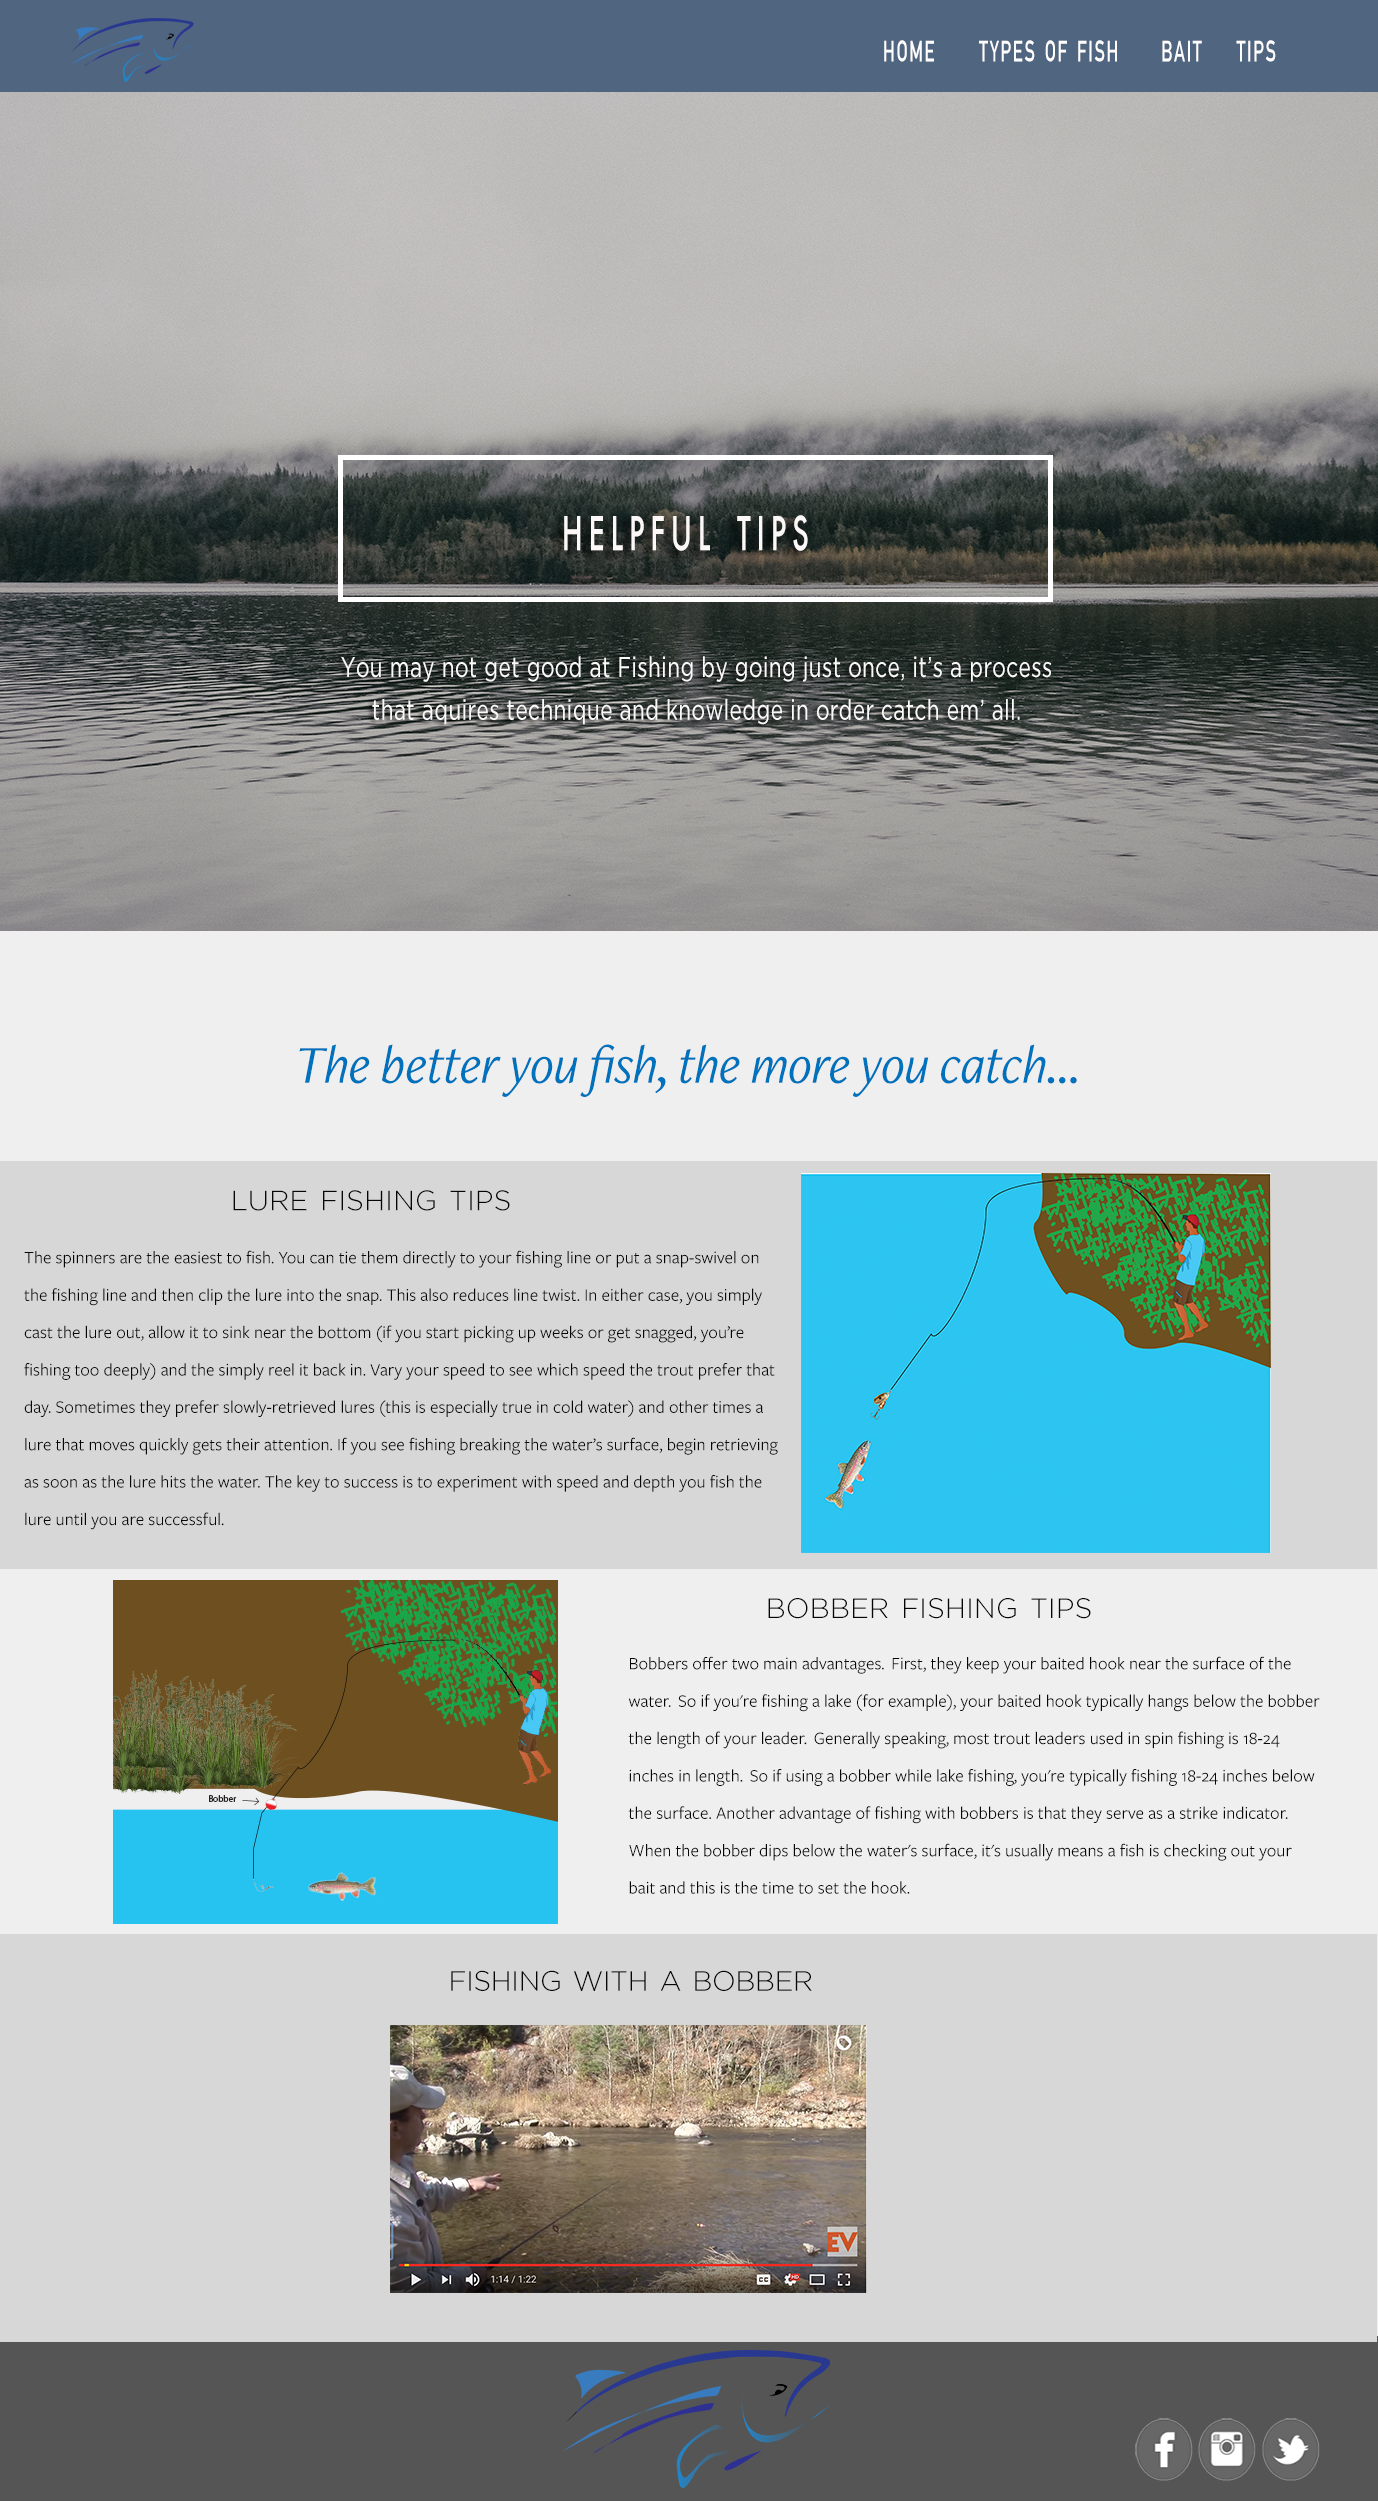 HOME TYPES OF FISH BAIT TIPS
HELPFUL TIPS
You may not get good at Fishing by going just once, it's a process
that aquires technique and knowledge in order catch em' all.
The better you fish, the more you catch...
LURE FISHING TIPS
The spinners are the easiest to fish. You can tie them directly to your fishing line or put a snap-swivel on
the fishing line and then clip the lure into the snap. This also reduces line twist. In either case, you simply
cast the lure out, allow it to sink near the bottom (if you start picking up weeks or get snagged, you're
fishing too deeply) and the simply reel it back in. Vary your speed to see which speed the trout prefer that
day. Sometimes they prefer slowly-retrieved lures (this is especially true in cold water) and other times a
lure that moves quickly gets their attention. If you see fishing breaking the water's surface, begin retrieving
as soon as the lure hits the water. The key to success is to experiment with speed and depth you fish the
lure until you are successful.
Bobber
BOBBER FISHING TIPS
Bobbers offer two main advantages. First, they keep your baited hook near the surface of the
water. So if you're fishing a lake (for example), your baited hook typically hangs below the bobber
the length of your leader. Generally speaking, most trout leaders used in spin fishing is 18-24
inches in length. So if using a bobber while lake fishing, you're typically fishing 18-24 inches below
the surface. Another advantage of fishing with bobbers is that they serve as a strike indicator.
When the bobber dips below the water's surface, it's usually means a fish is checking out your
bait and this is the time to set the hook.
FISHING WITH A BOBBER
EV
1:14 / 1:22
CC HD